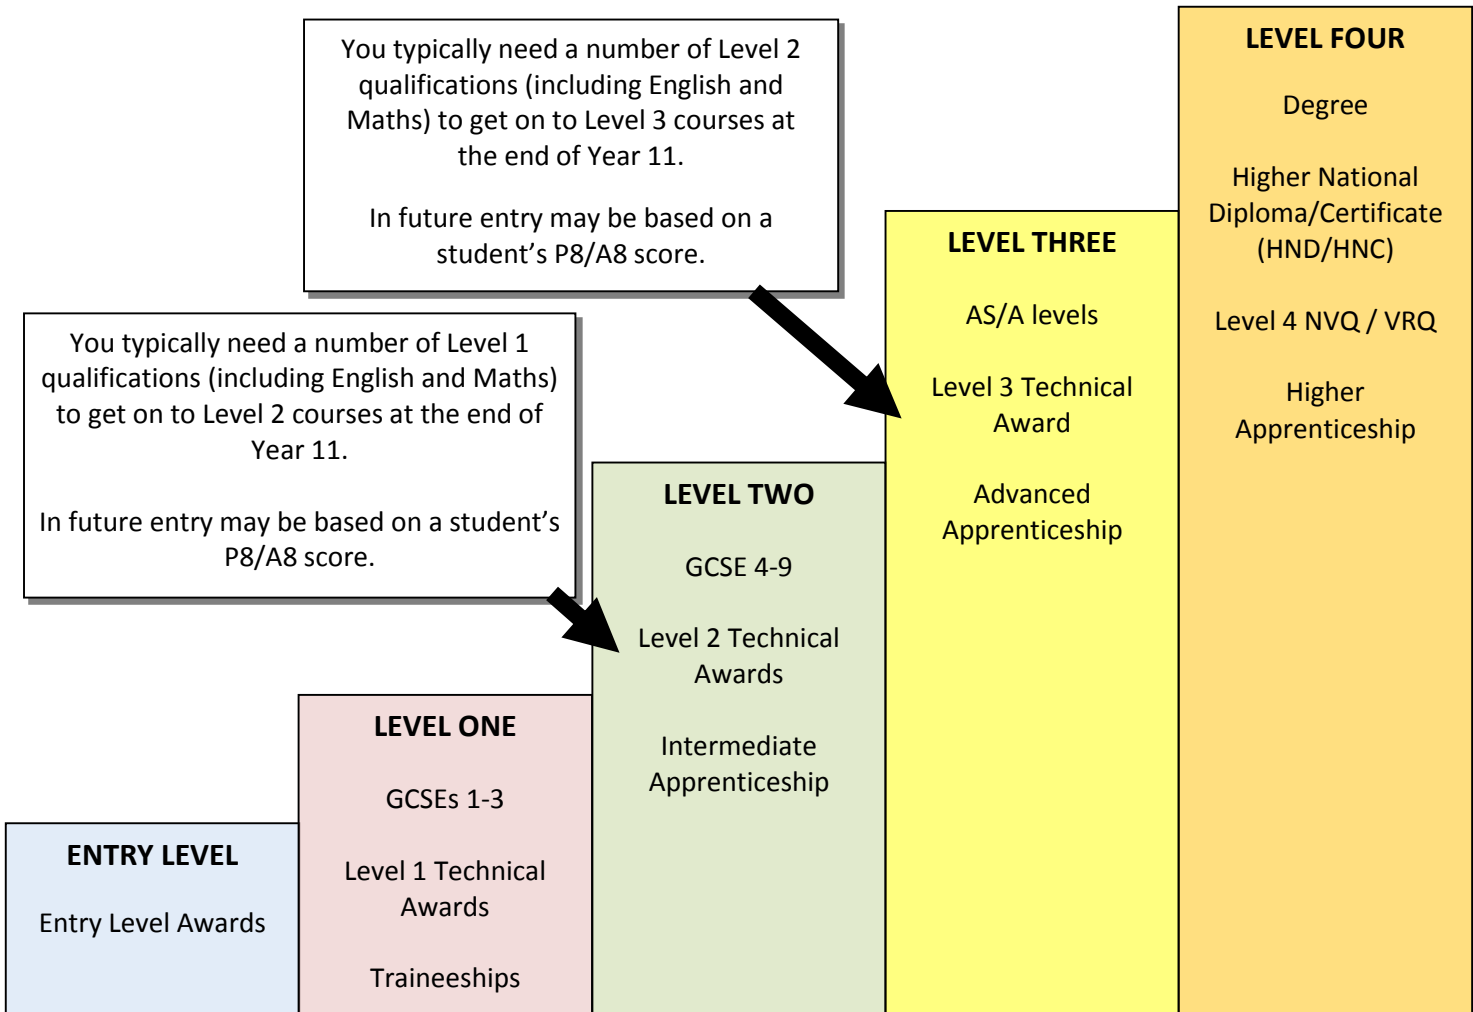 You typically need a number of Level 2
qualifications (including English and
Maths) to get on to Level 3 courses at
the end of Year 11.
In future entry may be based on a
student’s P8/A8 score.
You typically need a number of Level 1
qualifications (including English and Maths)
to get on to Level 2 courses at the end of
Year 11.
In future entry may be based on a student’s
P8/A8 score.
ENTRY LEVEL
Entry Level Awards
LEVEL ONE
GCSEs 1-3
Level 1 Technical
Awards
Traineeships
LEVEL TWO
GCSE 4-9
Level 2 Technical
Awards
Intermediate
Apprenticeship
LEVEL THREE
AS/A levels
Level 3 Technical
Award
Advanced
Apprenticeship
LEVEL FOUR
Degree
Higher National
Diploma/Certificate
(HND/HNC)
Level 4 NVQ / VRQ
Higher
Apprenticeship